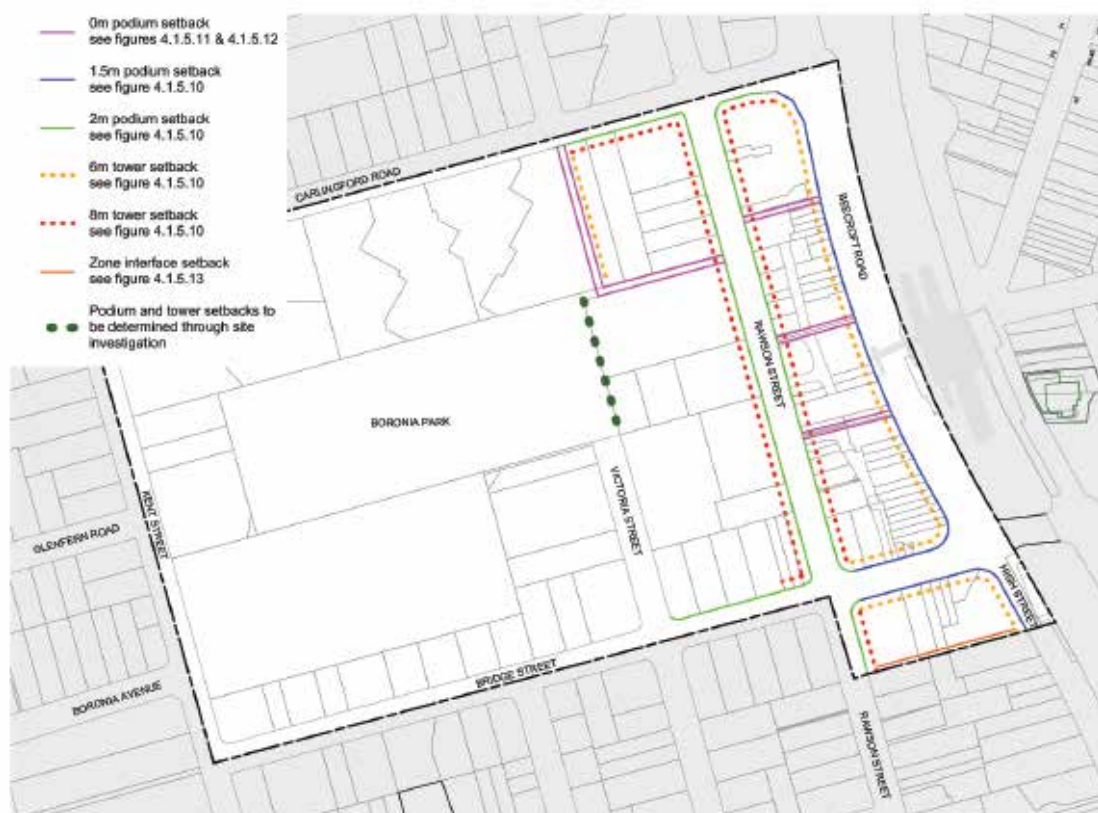 0m podium setback
see figures 4.1.5.11 & 4.1.5.12
1.5m podium setback
see figure 4.1.5.10
2m podium setback
see figure 4.1.5.10
6m tower setback
see figure 4.1.5.10
8m tower setback
see figure 4.1.5.10
Zone interface setback
see figure 4.1.5.13
Podium and tower setbacks to
be determined through site
investigation
CARLINGFORD ROAD
BEECROFT ROAD
RAWSON STREET
BORONIA PARK
VICTORIA STREET
KENT STREET
GLENFERN ROAD
HIGH STREET
BRIDGE STREET
BORONIA AVENUE
RAWSON STREET